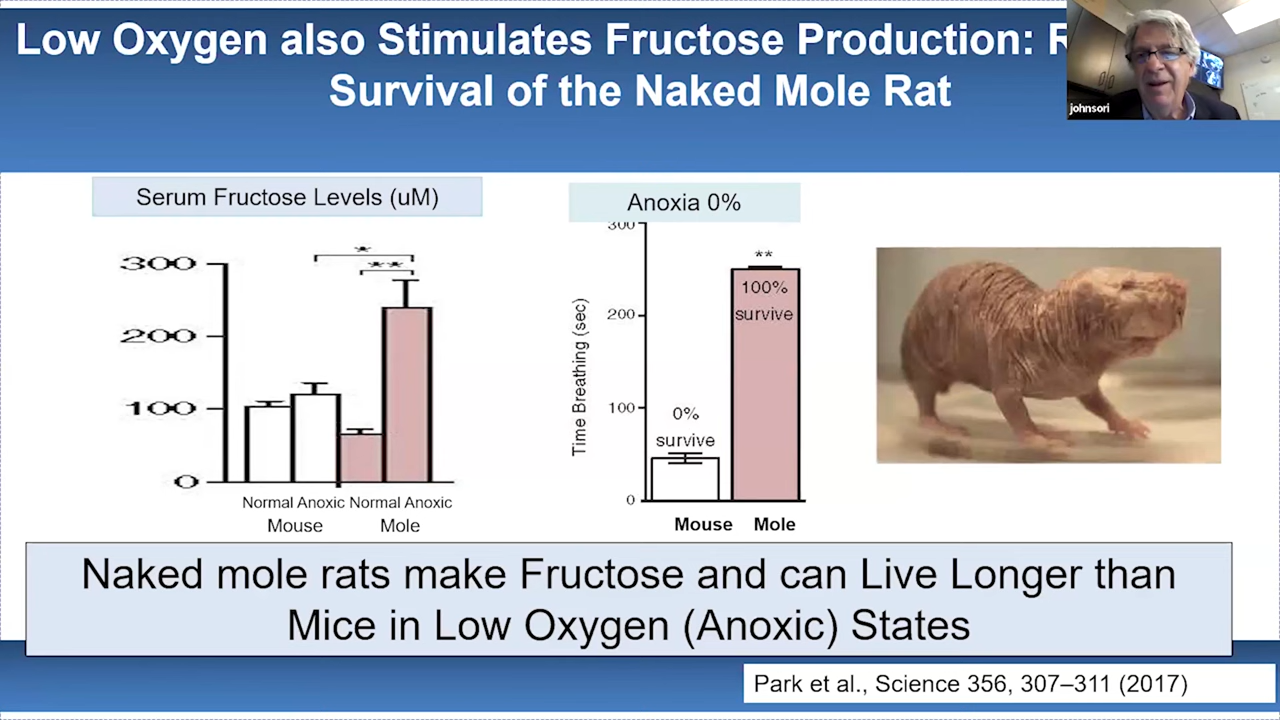 Low Oxygen also Stimulates Fructose Production:
Survival of the Naked Mole Rat
johnsori
Serum Fructose Levels (uM)
*
**
300
200
100
0
Normal Anoxic Normal Anoxic
Mouse Mole
Anoxia 0%
300
200
100
0
Time Breathing (sec)
**
100%
survive
0%
survive
Mouse Mole
Naked mole rats make Fructose and can Live Longer than
Mice in Low Oxygen (Anoxic) States
Park et al., Science 356, 307–311 (2017)